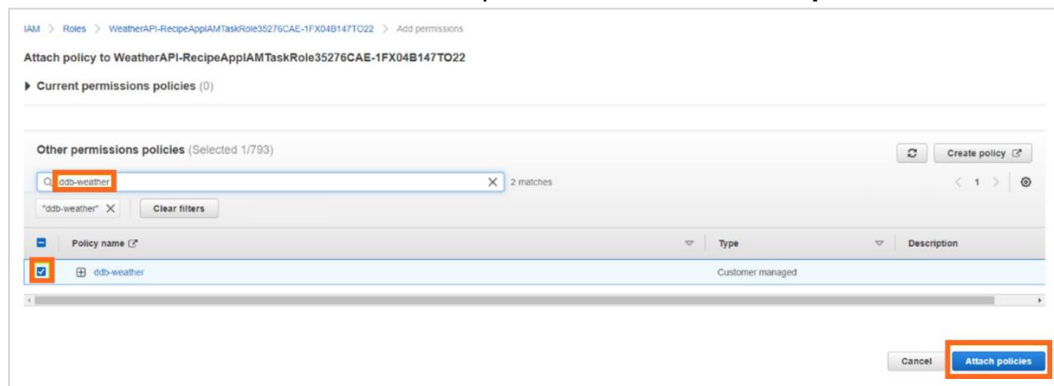 IAM > Roles > WeatherAPI-RecipeAppIAMTaskRole35276CAE-1FX04B147TO22 > Add permissions
Attach policy to WeatherAPI-RecipeAppIAMTaskRole35276CAE-1FX04B147TO22
Current permissions policies (0)
Other permissions policies (Selected 1/793)
Create policy
ddb-weather
2 matches
1
"ddb-weather"
Clear filters
Policy name
Type
Description
ddb-weather
Customer managed
Cancel
Attach policies